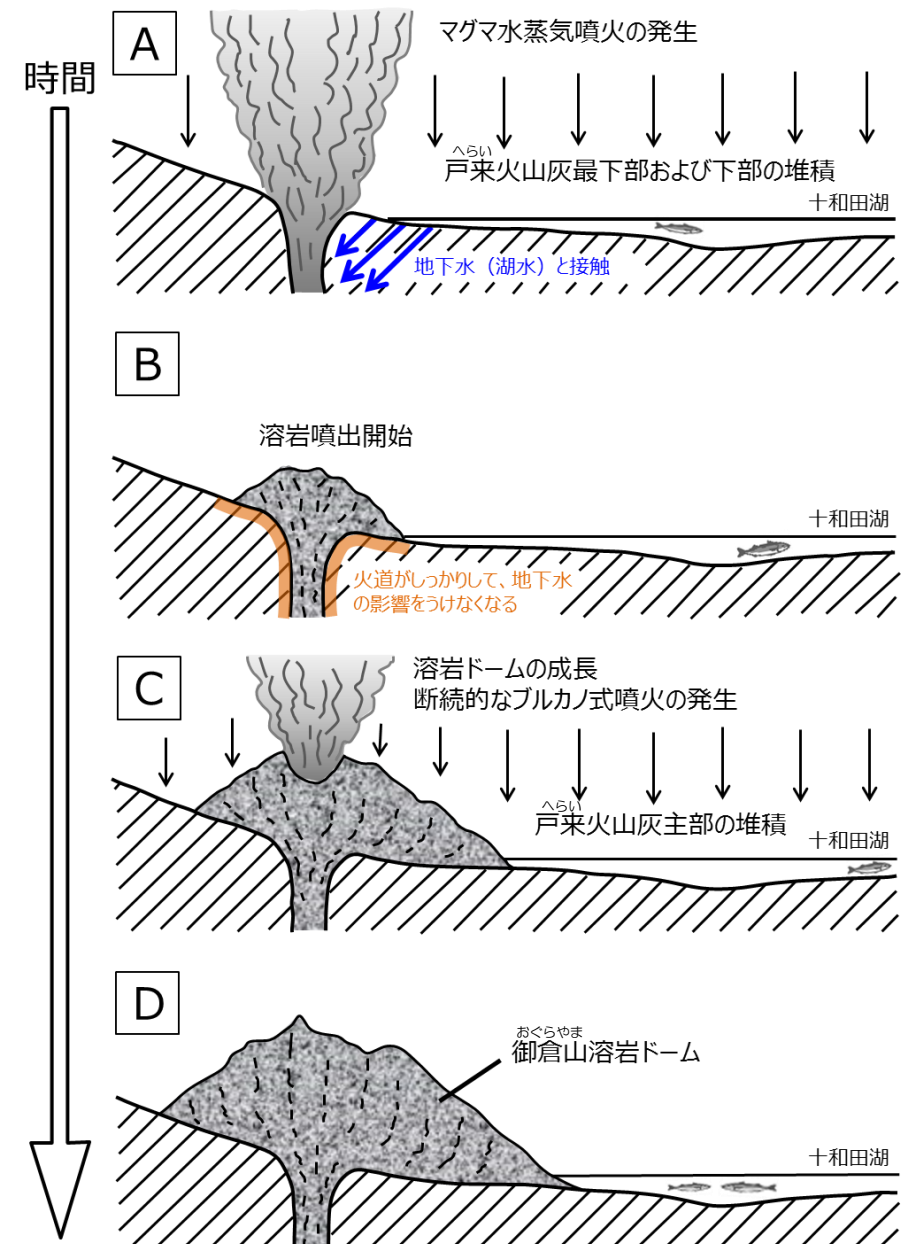 時間
A
マグマ水蒸気噴火の発生
へらい
戸来火山灰最下部および下部の堆積
十和田湖
地下水（湖水）と接触
B
溶岩噴出開始
十和田湖
火道がしっかりして、地下水
の影響をうけなくなる
C
溶岩ドームの成長
断続的なブルカノ式噴火の発生
へらい
戸来火山灰主部の堆積
十和田湖
D
おぐらやま
御倉山溶岩ドーム
十和田湖